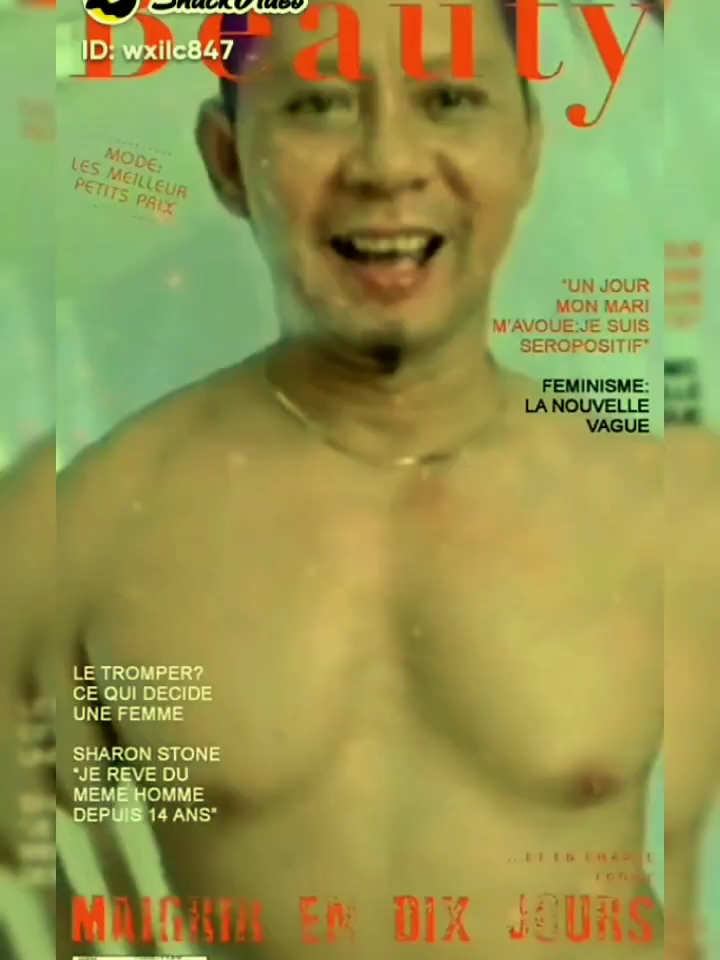 SnackVideo
ID: wxilc847
Beauty
MODE:
LES MEILLEUR
PETITS PRIX
"UN JOUR
MON MARI
M'AVOUE:JE SUIS
SEROPOSITIF"
FEMINISME:
LA NOUVELLE
VAGUE
LE TROMPER?
CE QUI DECIDE
UNE FEMME
SHARON STONE
"JE REVE DU
MEME HOMME
DEPUIS 14 ANS"
MAIGRIR EN DIX JOURS